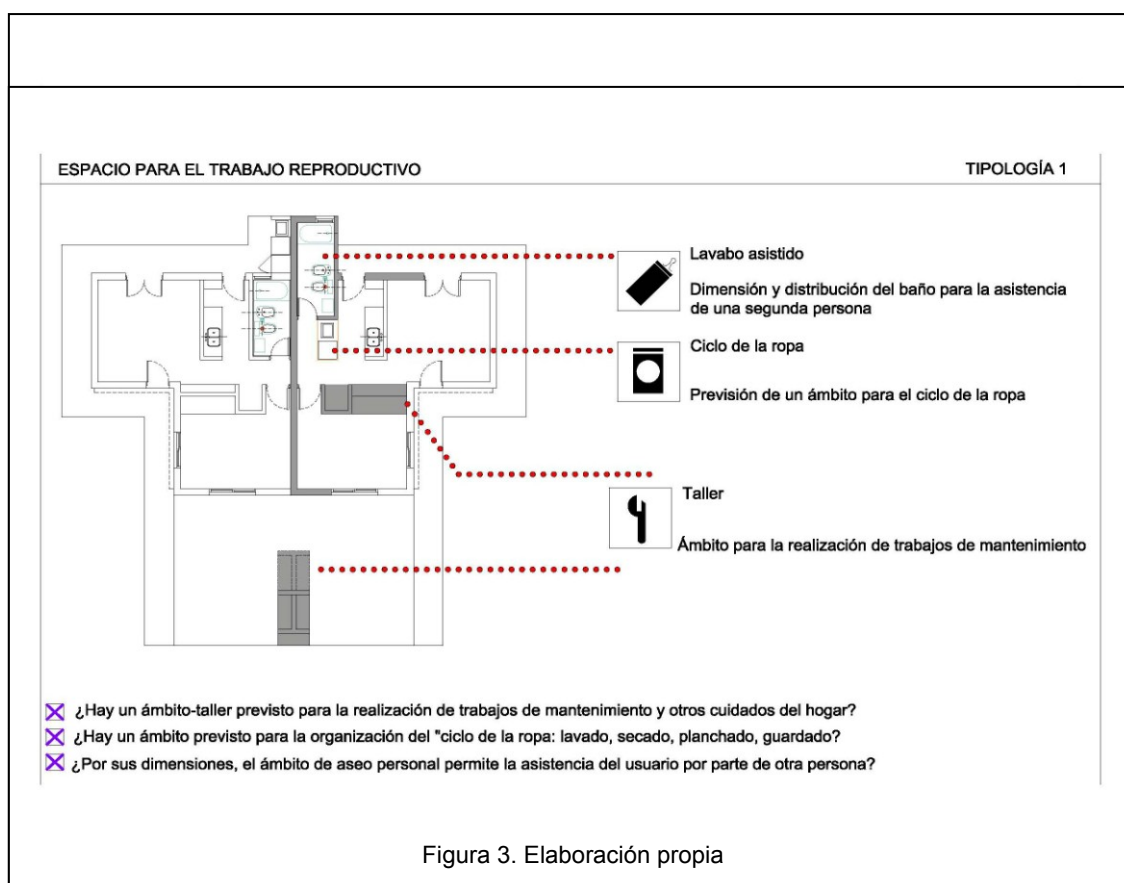 ESPACIO PARA EL TRABAJO REPRODUCTIVO
TIPOLOGÍA 1
Lavabo asistido
Dimensión y distribución del baño para la asistencia
de una segunda persona
Ciclo de la ropa
Previsión de un ámbito para el ciclo de la ropa
Taller
Ámbito para la realización de trabajos de mantenimiento
¿Hay un ámbito-taller previsto para la realización de trabajos de mantenimiento y otros cuidados del hogar?
¿Hay un ámbito previsto para la organización del "ciclo de la ropa: lavado, secado, planchado, guardado?
¿Por sus dimensiones, el ámbito de aseo personal permite la asistencia del usuario por parte de otra persona?
Figura 3. Elaboración propia